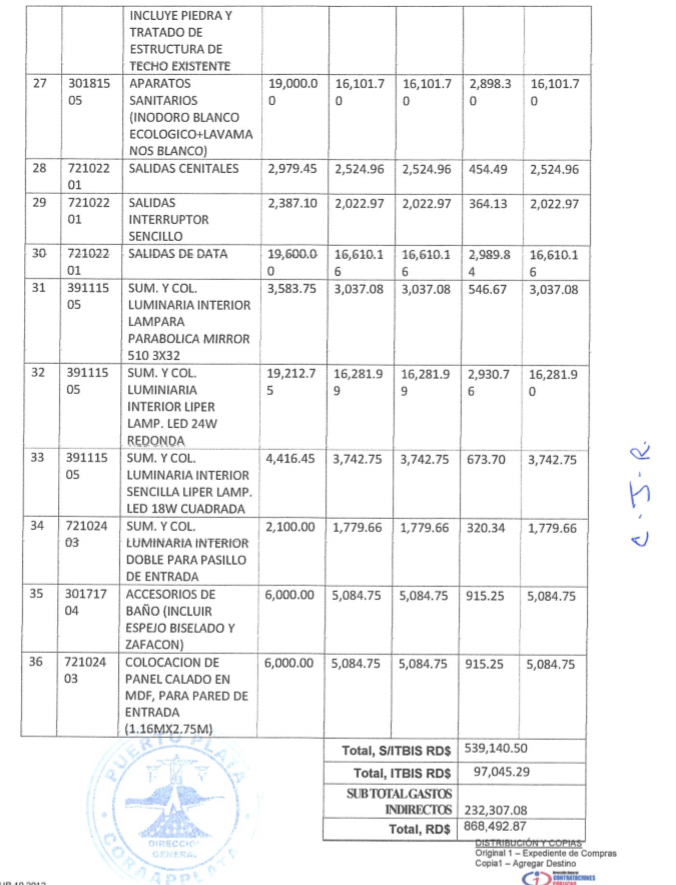 INCLUYE PIEDRA Y
TRATADO DE
ESTRUCTURA DE
TECHO EXISTENTE
27 301815 APARATOS 19,000.0 16,101.7 16,101.7 2,898.3 16,101.7
05 SANITARIOS 0 0 0 0 0
(INODORO BLANCO
ECOLOGICO+LAVAMA
NOS BLANCO)
28 721022 SALIDAS CENITALES 2,979.45 2,524.96 2,524.96 454.49 2,524.96
01
29 721022 SALIDAS 2,387.10 2,022.97 2,022.97 364.13 2,022.97
01 INTERRUPTOR
SENCILLO
30 721022 SALIDAS DE DATA 19,600.0 16,610.1 16,610.1 2,989.8 16,610.1
01 0 6 6 4 6
31 391115 SUM. Y COL. 3,583.75 3,037.08 3,037.08 546.67 3,037.08
05 LUMINARIA INTERIOR
LAMPARA
PARABOLICA MIRROR
510 3X32
32 391115 SUM. Y COL. 19,212.7 16,281.9 16,281.9 2,930.7 16,281.9
05 LUMINIARIA 5 9 9 6 0
INTERIOR LIPER
LAMP. LED 24W
REDONDA
33 391115 SUM. Y COL. 4,416.45 3,742.75 3,742.75 673.70 3,742.75
05 LUMINARIA INTERIOR
SENCILLA LIPER LAMP.
LED 18W CUADRADA
34 721024 SUM. Y COL. 2,100.00 1,779.66 1,779.66 320.34 1,779.66
03 LUMINARIA INTERIOR
DOBLE PARA PASILLO
DE ENTRADA
35 301717 ACCESORIOS DE 6,000.00 5,084.75 5,084.75 915.25 5,084.75
04 BAÑO (INCLUIR
ESPEJO BISELADO Y
ZAFACON)
36 721024 COLOCACION DE 6,000.00 5,084.75 5,084.75 915.25 5,084.75
03 PANEL CALADO EN
MDF, PARA PARED DE
ENTRADA
(1.16MX2.75M)
Total, S/ITBIS RD$ 539,140.50
Total, ITBIS RD$ 97,045.29
SUB TOTAL GASTOS
INDIRECTOS 232,307.08
Total, RD$ 868,492.87
PUERTO PLATA
DIRECCION
GENERAL
CORAAPPLATA
DISTRIBUCIÓN Y COPIAS
Original 1 – Expediente de Compras
Copia1 – Agregar Destino
CONTRATACIONES
PÚBLICAS
C.J.R.